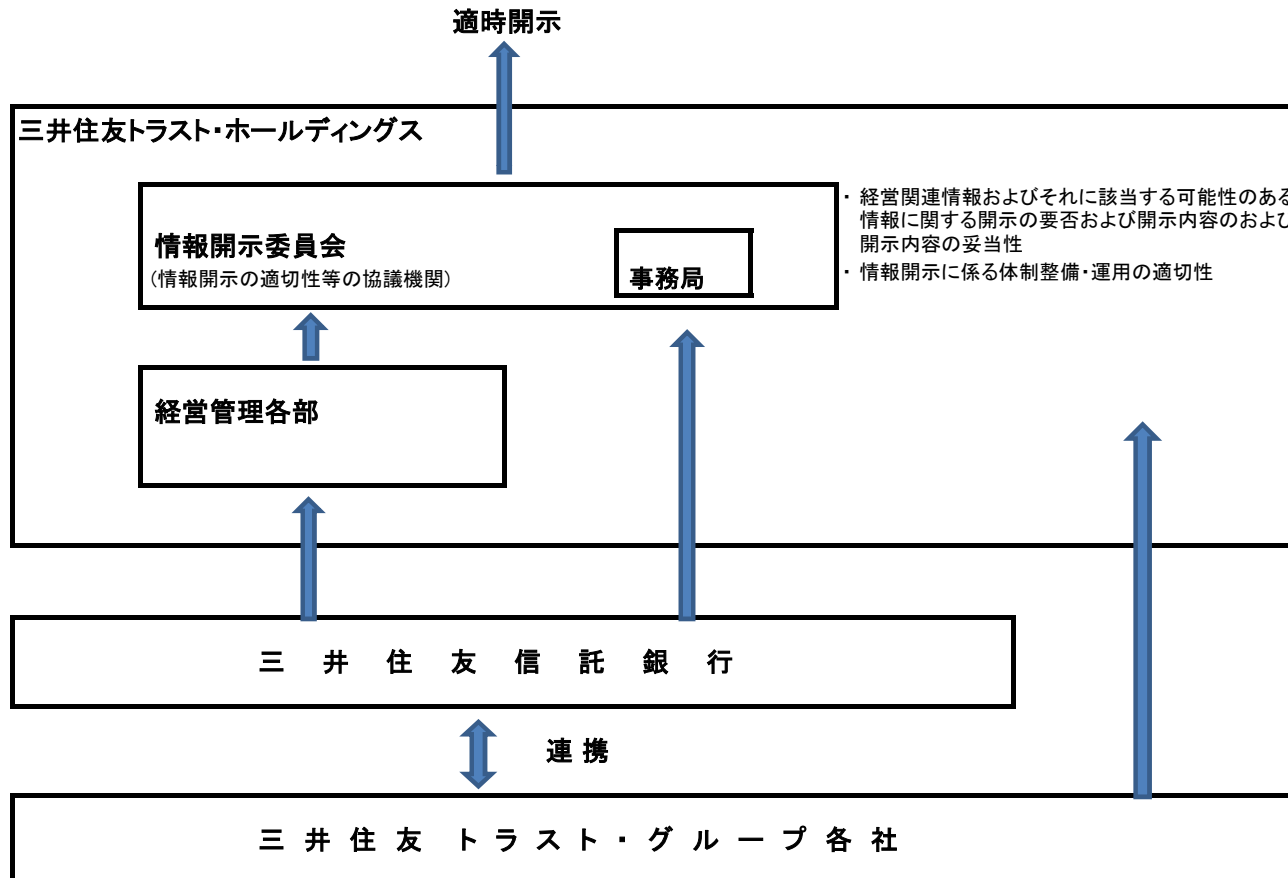 適時開示
三井住友トラスト・ホールディングス
・ 経営関連情報およびそれに該当する可能性のある
情報に関する開示の要否および開示内容のおよび
開示内容の妥当性
・ 情報開示に係る体制整備・運用の適切性
情報開示委員会
(情報開示の適切性等の協議機関)
事務局
経営管理各部
三 井 住 友 信 託 銀 行
連 携
三 井 住 友 ト ラ ス ト ・ グ ル ー プ 各 社